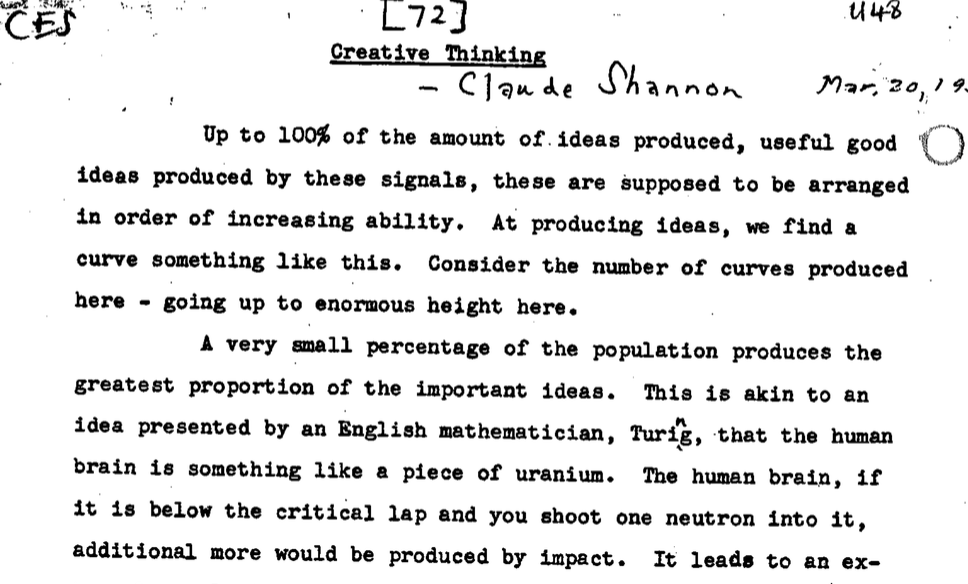 CES
[72]
U48
Creative Thinking
- Claude Shannon Mar. 20, 19
Up to 100% of the amount of ideas produced, useful good
ideas produced by these signals, these are supposed to be arranged
in order of increasing ability. At producing ideas, we find a
curve something like this. Consider the number of curves produced
here - going up to enormous height here.
A very small percentage of the population produces the
greatest proportion of the important ideas. This is akin to an
idea presented by an English mathematician, Turing, that the human
brain is something like a piece of uranium. The human brain, if
it is below the critical lap and you shoot one neutron into it,
additional more would be produced by impact. It leads to an ex-